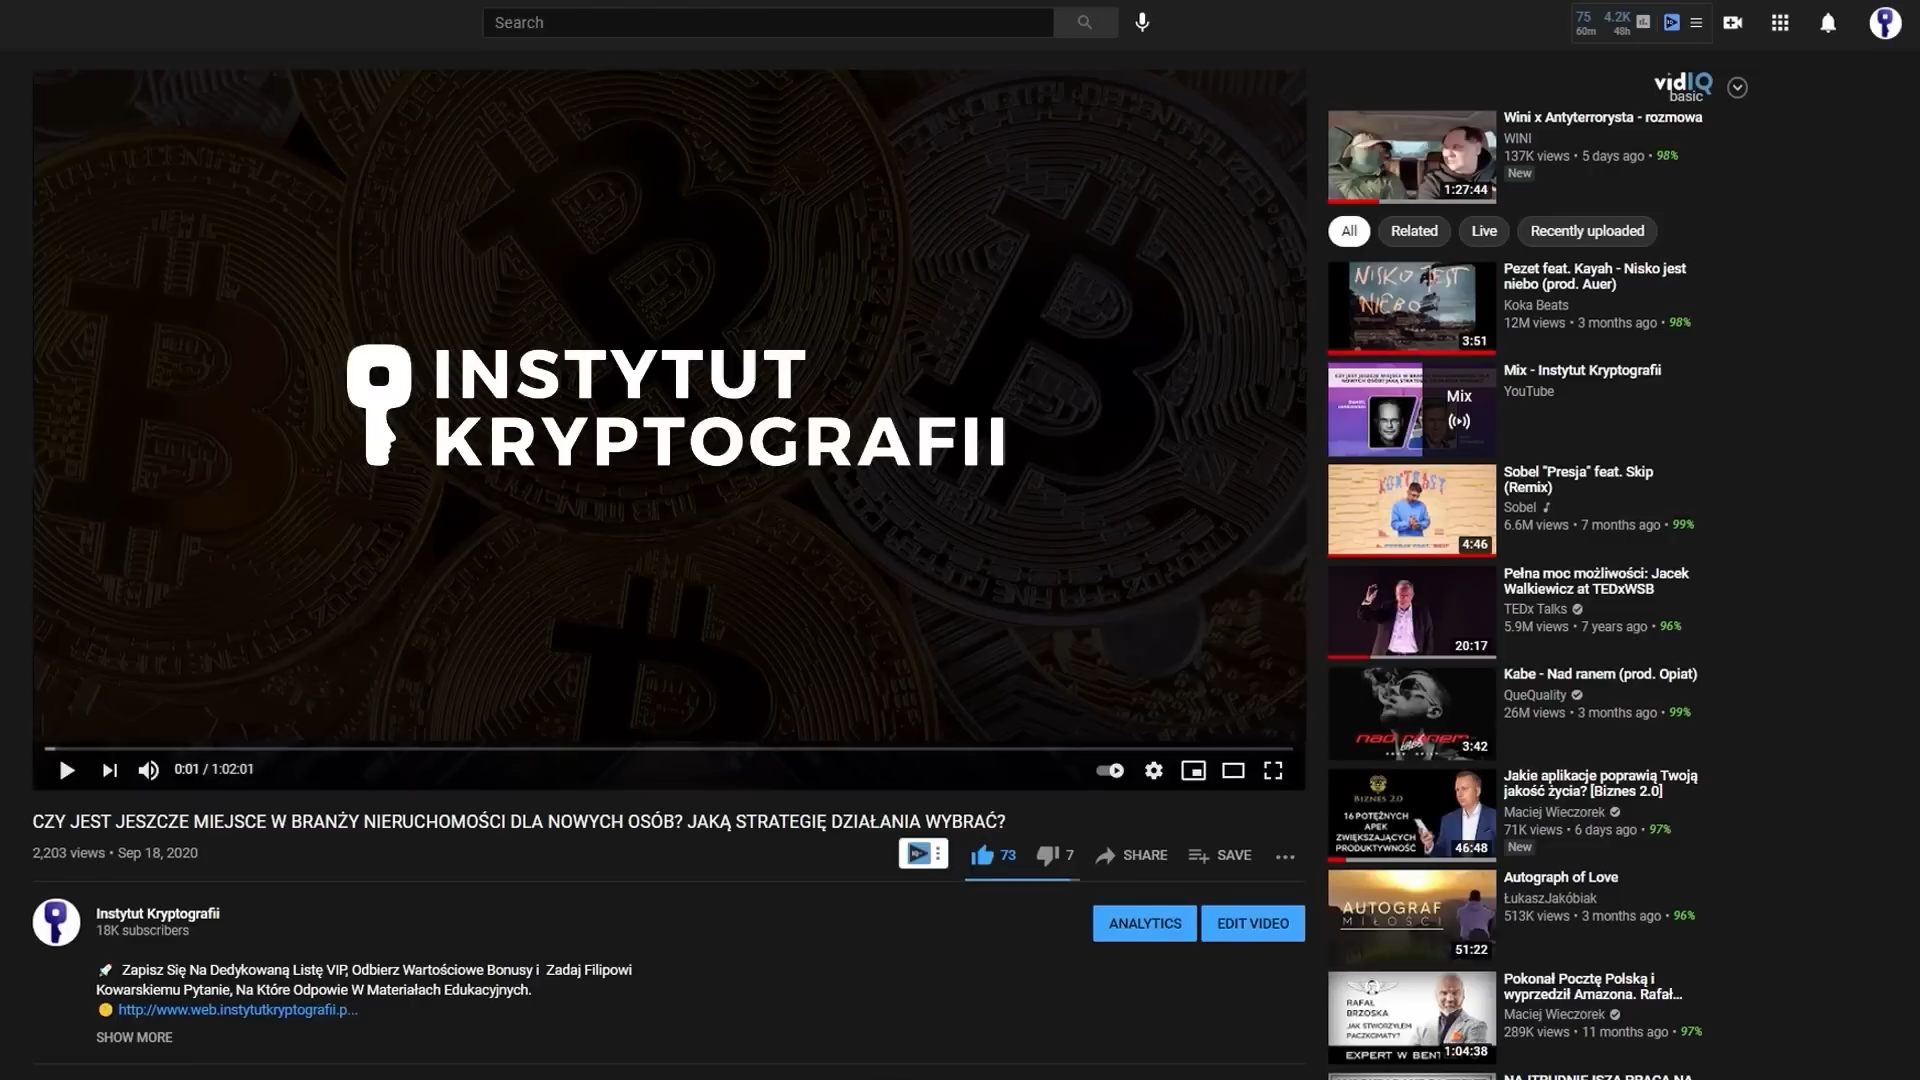 Search
75
60m
4.2K
48h
INSTYTUT
KRYPTOGRAFII
0:01 / 1:02:01
CZY JEST JESZCZE MIEJSCE W BRANŻY NIERUCHOMOŚCI DLA NOWYCH OSÓB? JAKĄ STRATEGIĘ DZIAŁANIA WYBRAĆ?
2,203 views • Sep 18, 2020
73
7
SHARE
SAVE
Instytut Kryptografii
18K subscribers
ANALYTICS
EDIT VIDEO
Zapisz Się Na Dedykowaną Listę VIP, Odbierz Wartościowe Bonusy i Zadaj Filipowi
Kowarskiemu Pytanie, Na Które Odpowie W Materiałach Edukacyjnych.
http://www.web.instytutkryptografii.p...
SHOW MORE
vidIQ
basic
1:27:44
Wini x Antyterrorysta - rozmowa
WINI
137K views • 5 days ago • 98%
New
All
Related
Live
Recently uploaded
NISKO JEST
NIEBO
3:51
Pezet feat. Kayah - Nisko jest
niebo (prod. Auer)
Koka Beats
12M views • 3 months ago • 98%
Mix
Mix - Instytut Kryptografii
YouTube
KONTRAST
4:46
Sobel "Presja" feat. Skip
(Remix)
Sobel
6.6M views • 7 months ago • 99%
20:17
Pełna moc możliwości: Jacek
Walkiewicz at TEDxWSB
TEDx Talks
5.9M views • 7 years ago • 96%
nad ranem
3:42
Kabe - Nad ranem (prod. Opiat)
QueQuality
26M views • 3 months ago • 99%
BIZNES 2.0
16 POTĘŻNYCH
APEK
ZWIĘKSZAJĄCYCH
PRODUKTYWNOŚĆ
46:48
Jakie aplikacje poprawią Twoją
jakość życia? [Biznes 2.0]
Maciej Wieczorek
71K views • 6 days ago • 97%
New
AUTOGRAF
MIŁOŚCI
51:22
Autograph of Love
ŁukaszJakóbiak
513K views • 3 months ago • 96%
RAFAŁ
BRZOSKA
JAK STWORZYŁEM
PACZKOMATY?
EXPERT W BENT
1:04:38
Pokonał Pocztę Polską i
wyprzedził Amazona. Rafał...
Maciej Wieczorek
289K views • 11 months ago • 97%